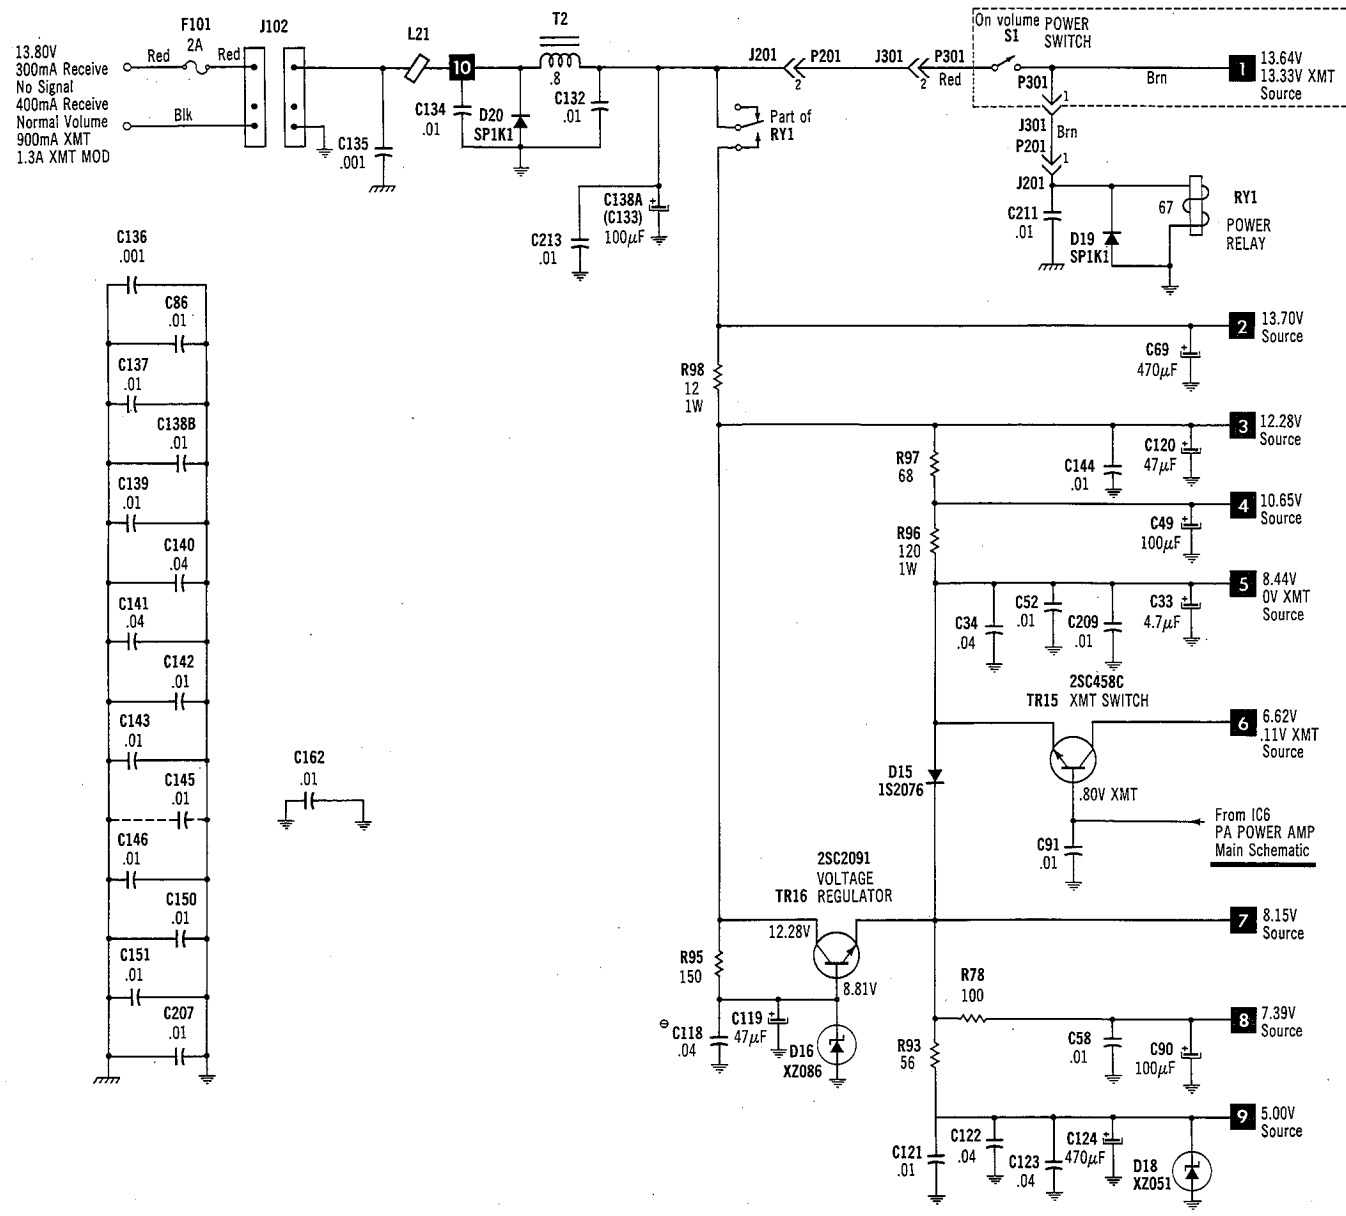 13.80V
300mA Receive
No Signal
400mA Receive
Normal Volume
900mA XMT
1.3A XMT MOD
Red
F101
2A
Red
Blk
J102
C135
.001
L21
10
C134
.01
D20
SP1K1
T2
.8
C132
.01
C213
.01
C138A
(C133)
100μF
+
J201
P201
2
J301
P301
2
Red
Part of
RY1
On volume
S1
POWER
SWITCH
P301
1
Brn
1
13.64V
13.33V XMT
Source
J301
Brn
P201
1
J201
C211
.01
D19
SP1K1
67
RY1
POWER
RELAY
C136
.001
C86
.01
C137
.01
C138B
.01
C139
.01
C140
.04
C141
.04
C142
.01
C143
.01
C145
.01
C146
.01
C150
.01
C151
.01
C207
.01
C162
.01
2
13.70V
Source
C69
470μF
+
R98
12
1W
3
12.28V
Source
R97
68
C144
.01
C120
47μF
+
4
10.65V
Source
R96
120
1W
C49
100μF
+
5
8.44V
0V XMT
Source
C34
.04
C52
.01
C209
.01
C33
4.7μF
+
2SC458C
TR15 XMT SWITCH
6
6.62V
.11V XMT
Source
D15
1S2076
.80V XMT
From IC6
PA POWER AMP
Main Schematic
C91
.01
2SC2091
VOLTAGE
TR16 REGULATOR
12.28V
8.81V
7
8.15V
Source
R95
150
⊖
C118
.04
C119
47μF
+
D16
XZ086
R78
100
8
7.39V
Source
R93
56
C58
.01
C90
100μF
+
9
5.00V
Source
C121
.01
C122
.04
C123
.04
C124
470μF
+
D18
XZ051